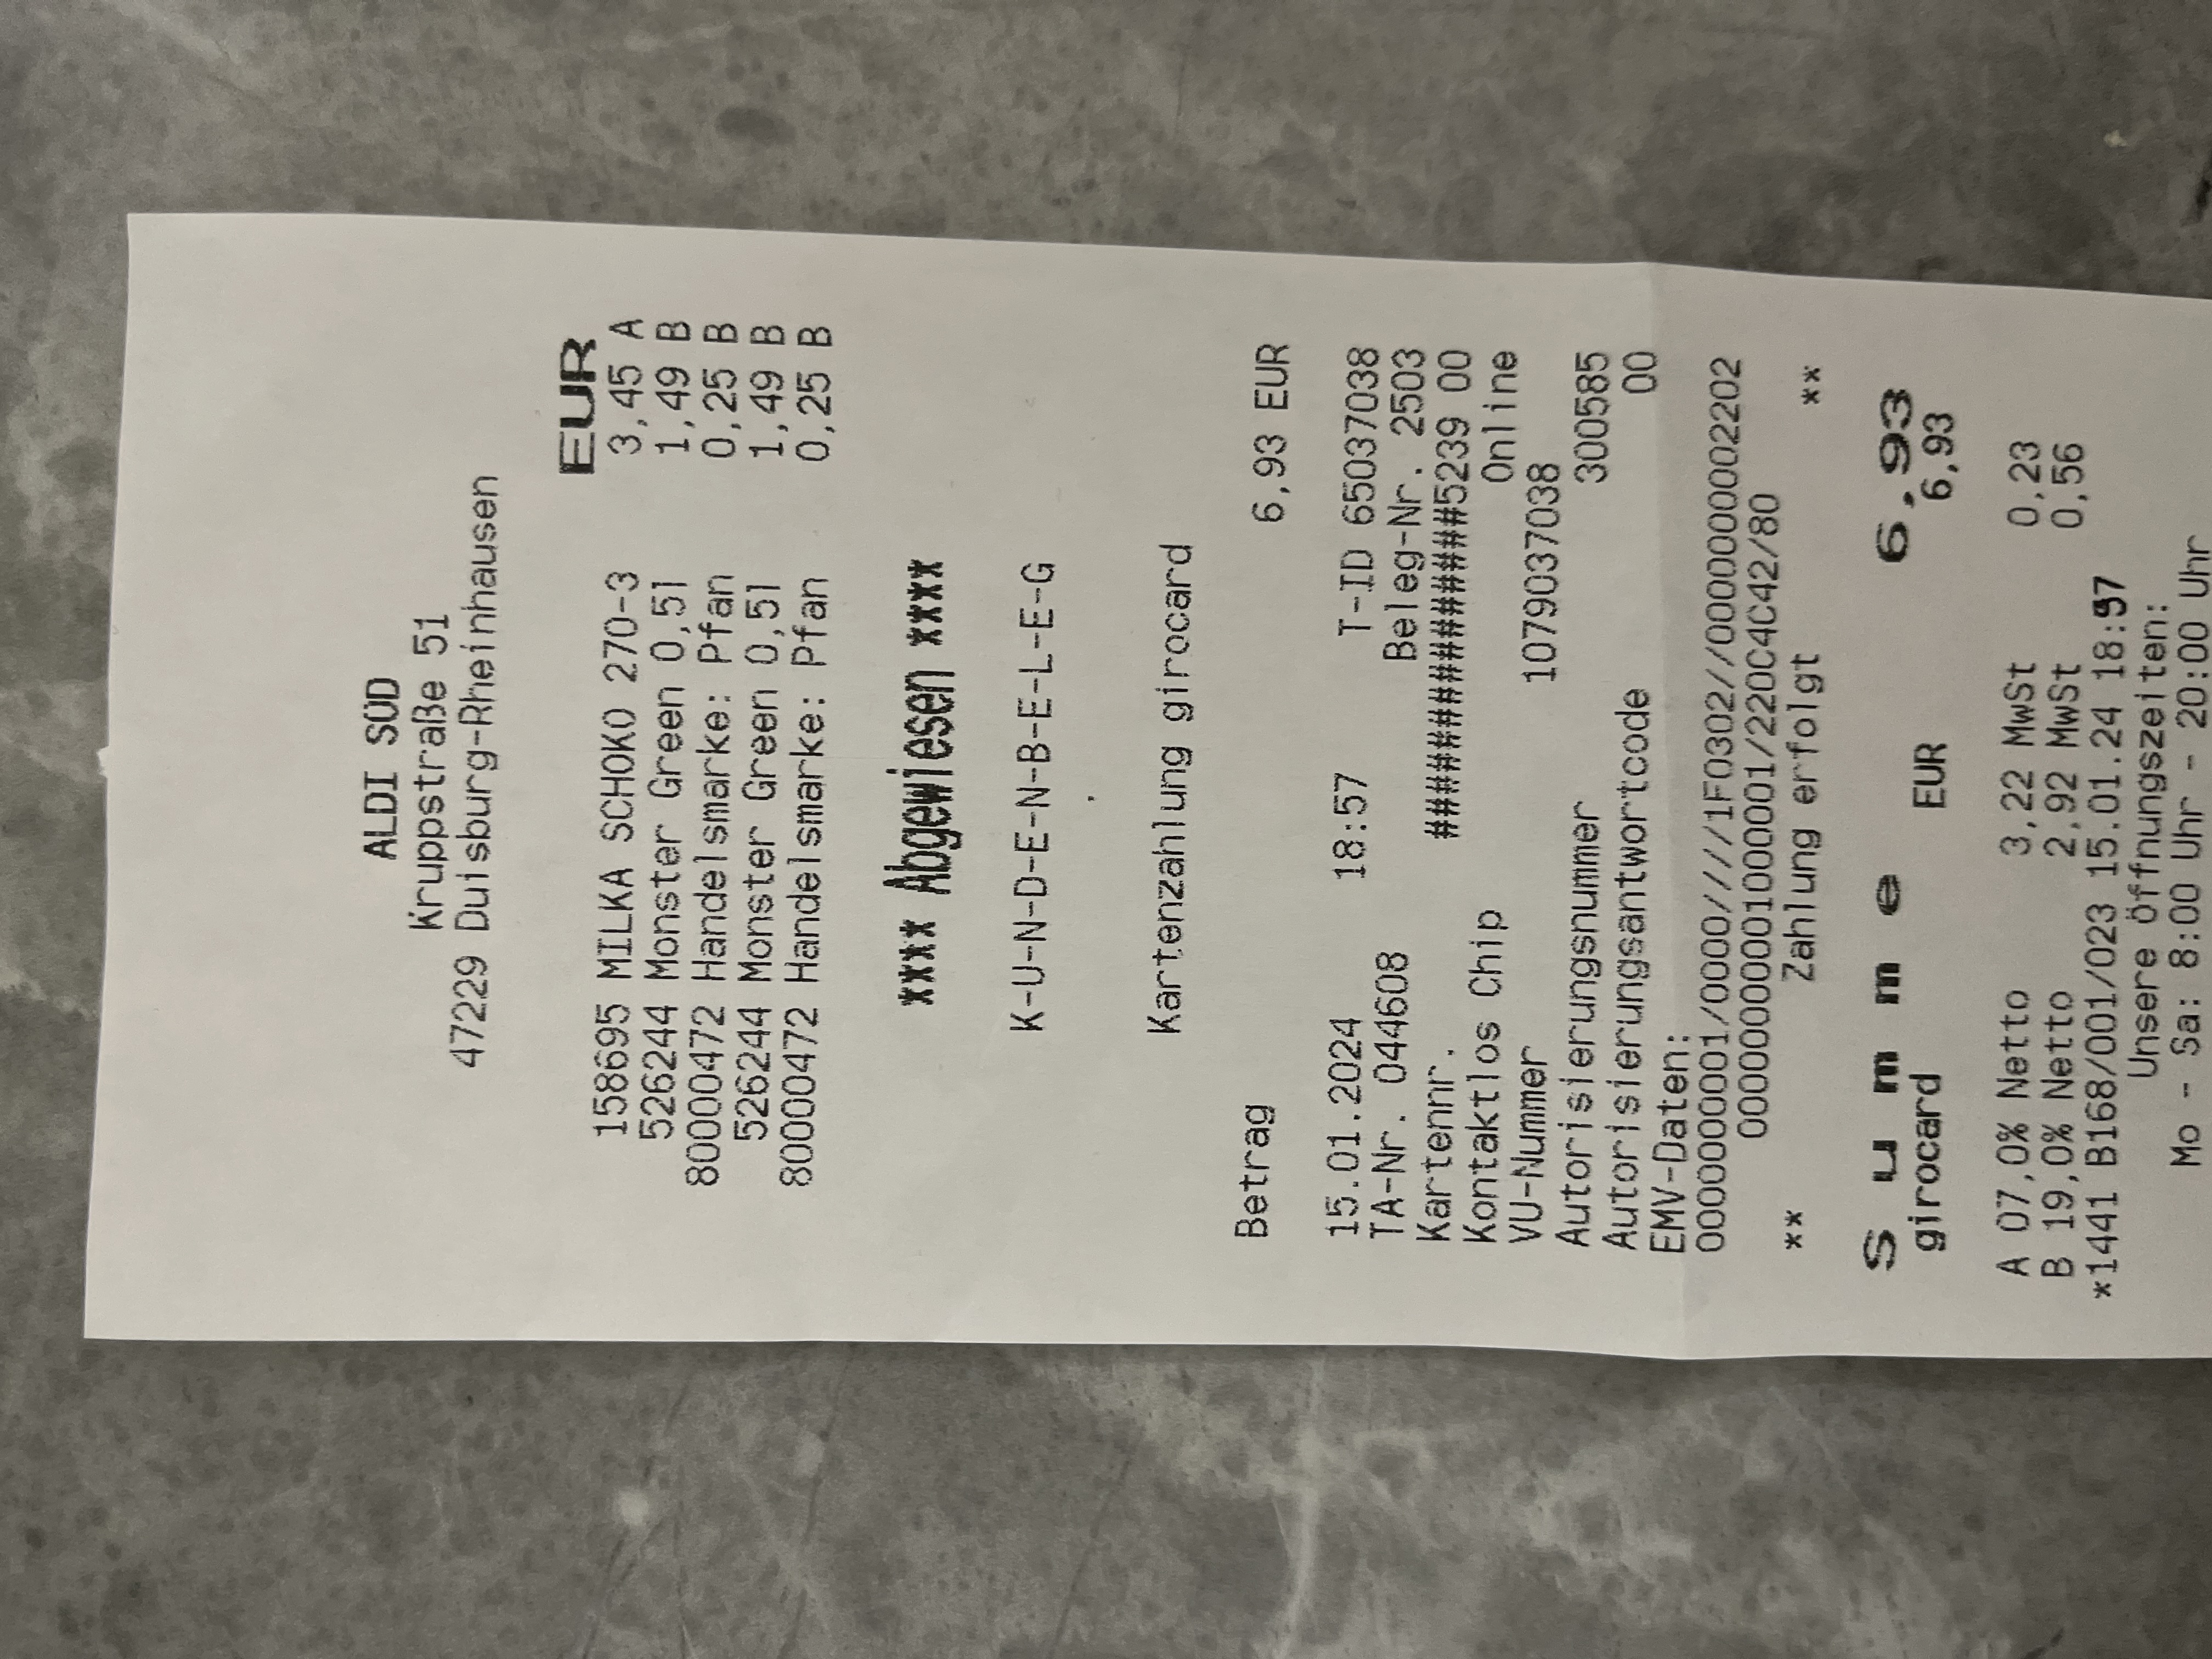 ALDI SÜD
Kruppstraße 51
47229 Duisburg-Rheinhausen
EUR
158695 MILKA SCHOKO 270-3 3,45 A
526244 Monster Green 0,5l 1,49 B
80000472 Handelsmarke: Pfan 0,25 B
526244 Monster Green 0,5l 1,49 B
80000472 Handelsmarke: Pfan 0,25 B
**** Abgewiesen ****
K-U-N-D-E-N-B-E-L-E-G
.
Kartenzahlung girocard
Betrag 6,93 EUR
15.01.2024 18:57 T-ID 65037038
TA-Nr. 044608 Beleg-Nr. 2503
Kartennr. ###############5239 00
Kontaktlos Chip Online
VU-Nummer 1079037038
Autorisierungsnummer 300585
Autorisierungsantwortcode 00
EMV-Daten:
0000000001/0000////1F0302//0000000002202
00000000001000001/220C4C42/80
** Zahlung erfolgt **
Summe 6,93
girocard EUR 6,93
A 07,0% Netto 3,22 MwSt 0,23
B 19,0% Netto 2,92 MwSt 0,56
*1441 B168/001/023 15.01.24 18:57
Unsere Öffnungszeiten:
Mo - Sa: 8:00 Uhr - 20:00 Uhr